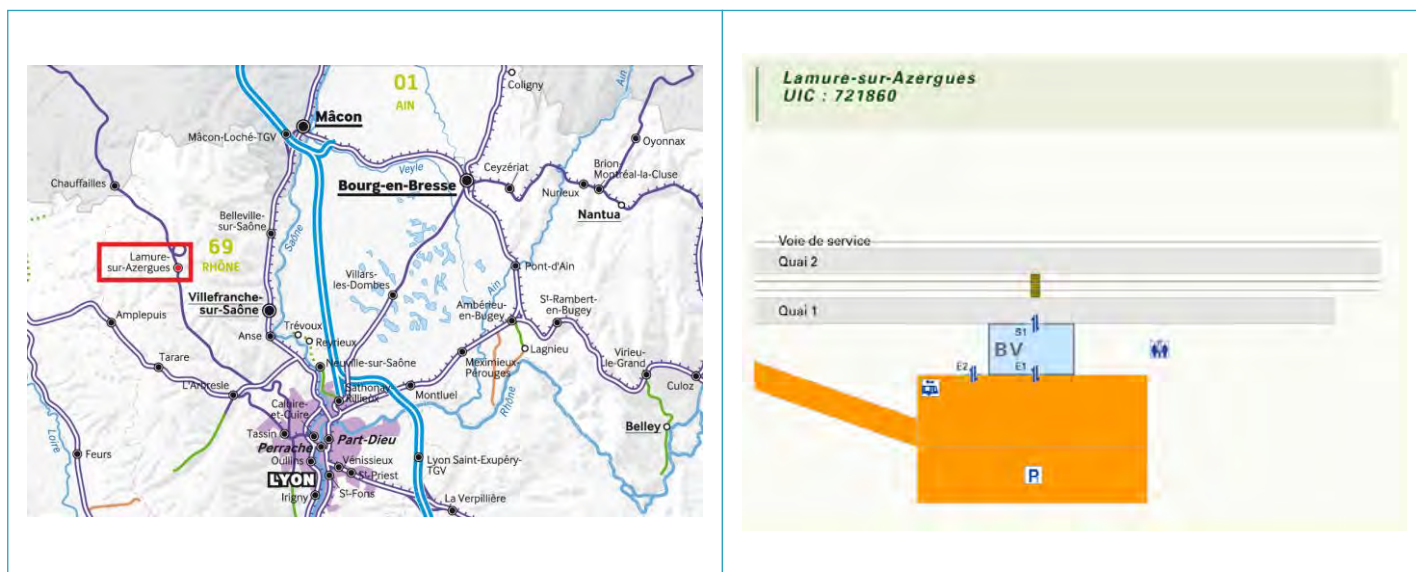 01
AIN
Coligny
Ain
Mâcon
Mâcon-Loché-TGV
Oyonnax
Veyle
Ceyzériat
Brion-
Montréal-la-Cluse
Chauffailles
Bourg-en-Bresse
Nurieux
Nantua
Belleville-
sur-Saône
Saône
69
RHÔNE
Lamure-
sur-Azergues
Villars-
les-Dombes
Pont-d'Ain
Ain
Villefranche-
sur-Saône
Ambérieu-
en-Bugey
St-Rambert-
en-Bugey
Amplepuis
Trévoux
Reyrieux
Anse
Lagnieu
Tarare
Neuville-sur-Saône
Meximieux-
Pérouges
Virieu-
le-Grand
L'Arbresle
Sathonay-
Rillieux
Montluel
Culoz
Caluire-
et-Cuire
Rhône
Loire
Tassin
Part-Dieu
Belley
Perrache
Feurs
Oullins
Vénissieux
Lyon Saint-Exupéry-
TGV
LYON
St-Priest
Irigny
St-Fons
La Verpillière
Lamure-sur-Azergues
UIC : 721860
Voie de service
Quai 2
Quai 1
S1
BV
E2
E1
P